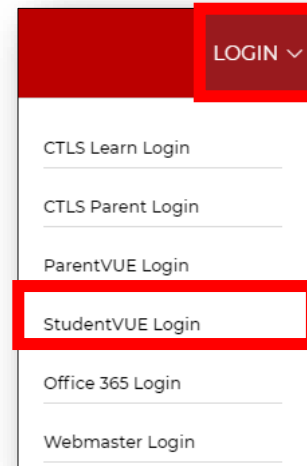 LOGIN
CTLS Learn Login
CTLS Parent Login
ParentVUE Login
StudentVUE Login
Office 365 Login
Webmaster Login